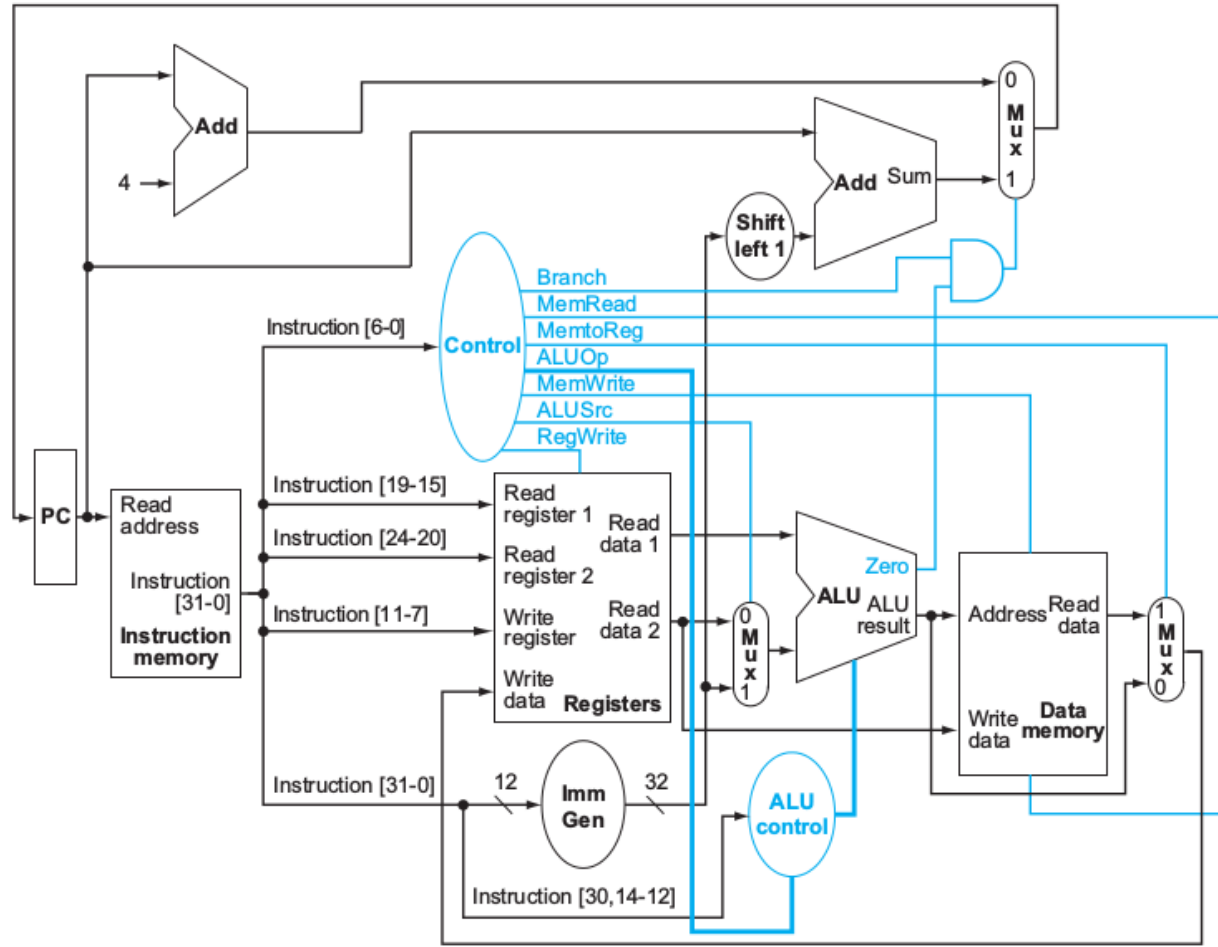 0
M
u
x
1
Add
4
Add Sum
Shift
left 1
Branch
MemRead
Instruction [6-0]
Control
MemtoReg
ALUOp
MemWrite
ALUSrc
RegWrite
PC
Read
address
Instruction
[31-0]
Instruction
memory
Instruction [19-15]
Instruction [24-20]
Instruction [11-7]
Read
register 1
Read
register 2
Write
register
Write
data
Read
data 1
Read
data 2
Registers
0
M
u
x
1
Zero
ALU
ALU
result
Address
Read
data
Write
data
Data
memory
1
M
u
x
0
Instruction [31-0]
12
Imm
Gen
32
ALU
control
Instruction [30,14-12]